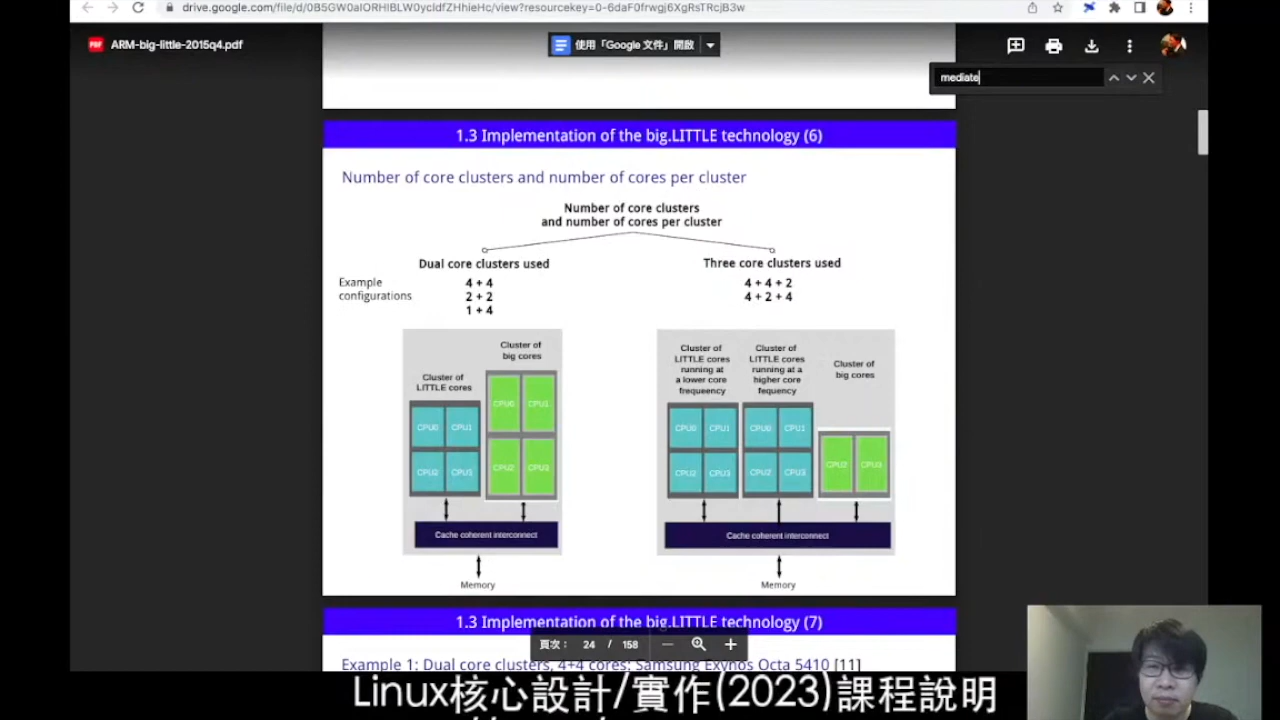 drive.google.com/file/d/0B5GW0aIORHlBLW0ycldfZHhieHc/view?resourcekey=0-6daF0frwgj6XgRsTRcjB3w
ARM-big-little-2015q4.pdf
使用「Google 文件」開啟
mediate
1.3 Implementation of the big.LITTLE technology (6)
Number of core clusters and number of cores per cluster
Number of core clusters
and number of cores per cluster
Dual core clusters used
Three core clusters used
Example
configurations
4 + 4
2 + 2
1 + 4
4 + 4 + 2
4 + 2 + 4
Cluster of
LITTLE cores
Cluster of
big cores
CPU0 CPU1
CPU2 CPU1
CPU0 CPU1
CPU2 CPU3
Cache coherent interconnect
Memory
Cluster of
LITTLE cores
running at
a lower core
frequeency
Cluster of
LITTLE cores
running at a
higher core
fequency
Cluster of
big cores
CPU0 CPU1
CPU2 CPU3
CPU0 CPU1
CPU2 CPU3
CPU2 CPU3
Cache coherent interconnect
Memory
1.3 Implementation of the big.LITTLE technology (7)
頁次： 24 / 158
Example 1: Dual core clusters, 4+4 cores: Samsung Exynos Octa 5410 [11]
Linux核心設計/實作(2023)課程說明